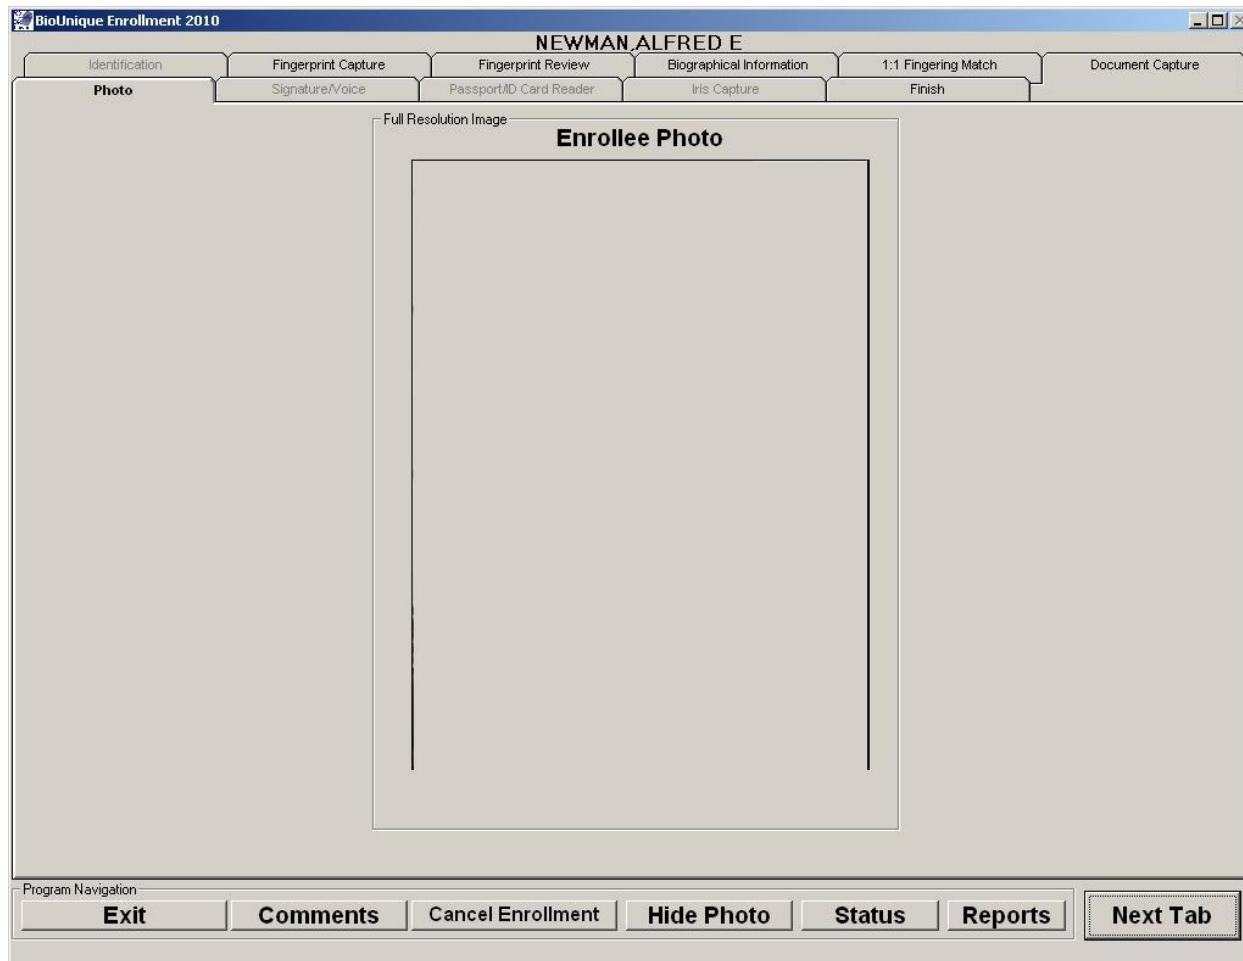 BioUnique Enrollment 2010
NEWMAN,ALFRED E
Identification Fingerprint Capture Fingerprint Review Biographical Information 1:1 Fingering Match Document Capture
Photo Signature/Voice Passport/ID Card Reader Iris Capture Finish
Full Resolution Image
Enrollee Photo
Program Navigation
Exit Comments Cancel Enrollment Hide Photo Status Reports Next Tab